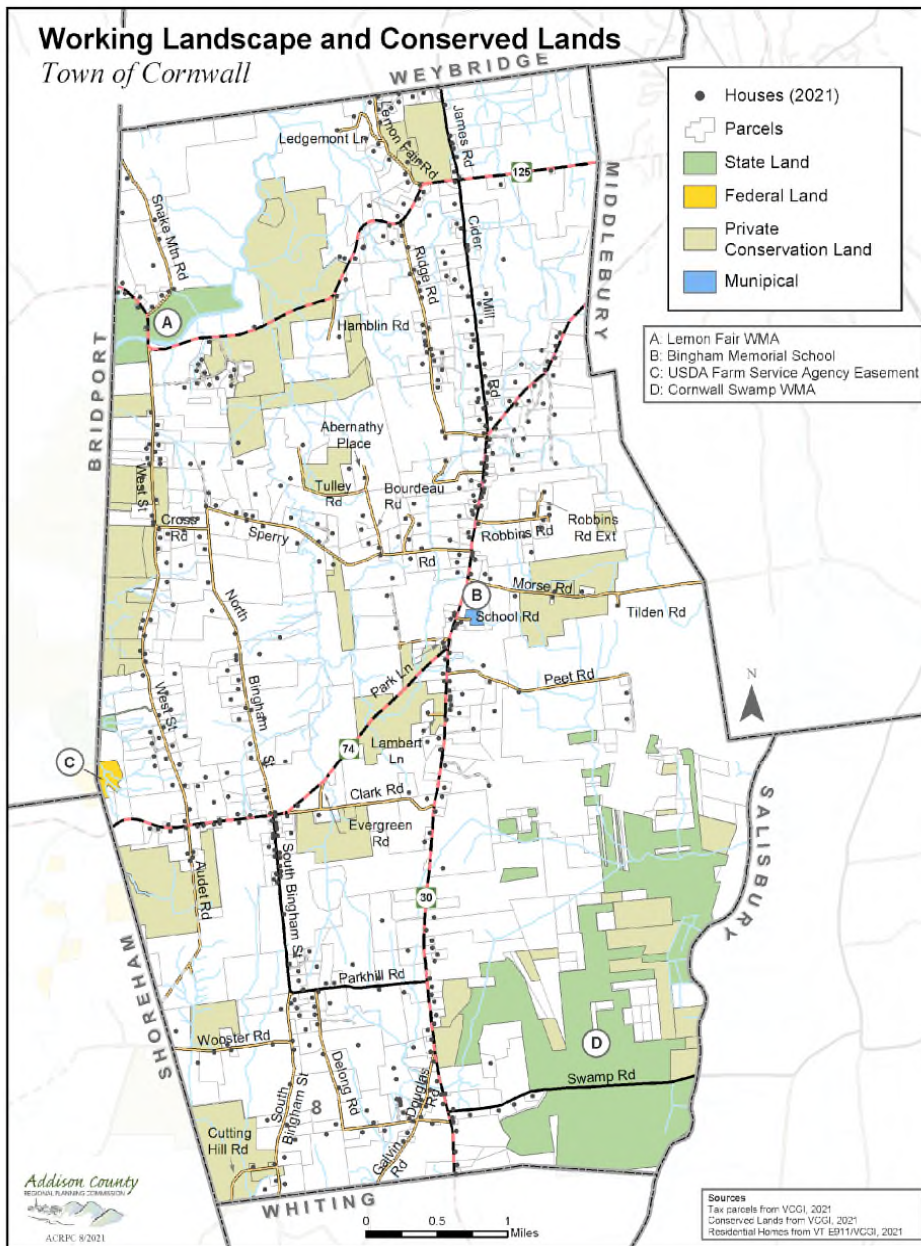 Working Landscape and Conserved Lands
Town of Cornwall
WEYBRIDGE
Houses (2021)
Parcels
State Land
Federal Land
Private
Conservation Land
Munipical
A: Lemon Fair WMA
B: Bingham Memorial School
C: USDA Farm Service Agency Easement
D: Cornwall Swamp WMA
MIDDLEBURY
BRIDPORT
SALISBURY
SHOREHAM
WHITING
Ledgemont Ln
Lemon Fair Rd
James Rd
125
Snake Mtn Rd
Cider
Mill
Rd
Ridge Rd
A
Hamblin Rd
Abernathy
Place
Tulley
Rd
Bourdeau
Rd
West St
Cross
Rd
Sperry
Rd
Robbins Rd
Robbins
Rd Ext
North
Bingham
St
B
School Rd
Morse Rd
Tilden Rd
Park Ln
Peet Rd
West St
N
74
Lambert
Ln
C
Clark Rd
Evergreen
Rd
Audet Rd
South Bingham St
30
Parkhill Rd
D
Wooster Rd
Swamp Rd
South
Bingham St
8
Delong Rd
Douglas
Rd
Cutting
Hill Rd
Galvin
Rd
Addison County
REGIONAL PLANNING COMMISSION
ACRPC 8/2021
0 0.5 1
Miles
Sources
Tax parcels from VCGI, 2021
Conserved Lands from VCGI, 2021
Residential Homes from VT E911/VCGI, 2021